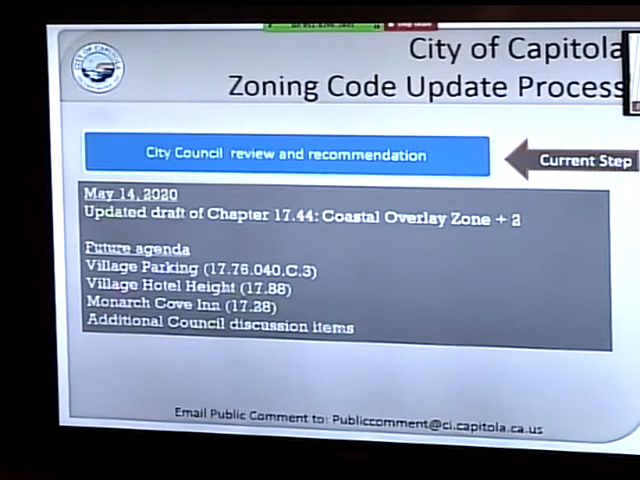 City of Capitola
Zoning Code Update Process
City Council review and recommendation
Current Step
May 14, 2020
Updated draft of Chapter 17.44: Coastal Overlay Zone + 2
Future agenda
Village Parking (17.76.040.C.3)
Village Hotel Height (17.88)
Monarch Cove Inn (17.28)
Additional Council discussion items
Email Public Comment to: Publiccomment@ci.capitola.ca.us